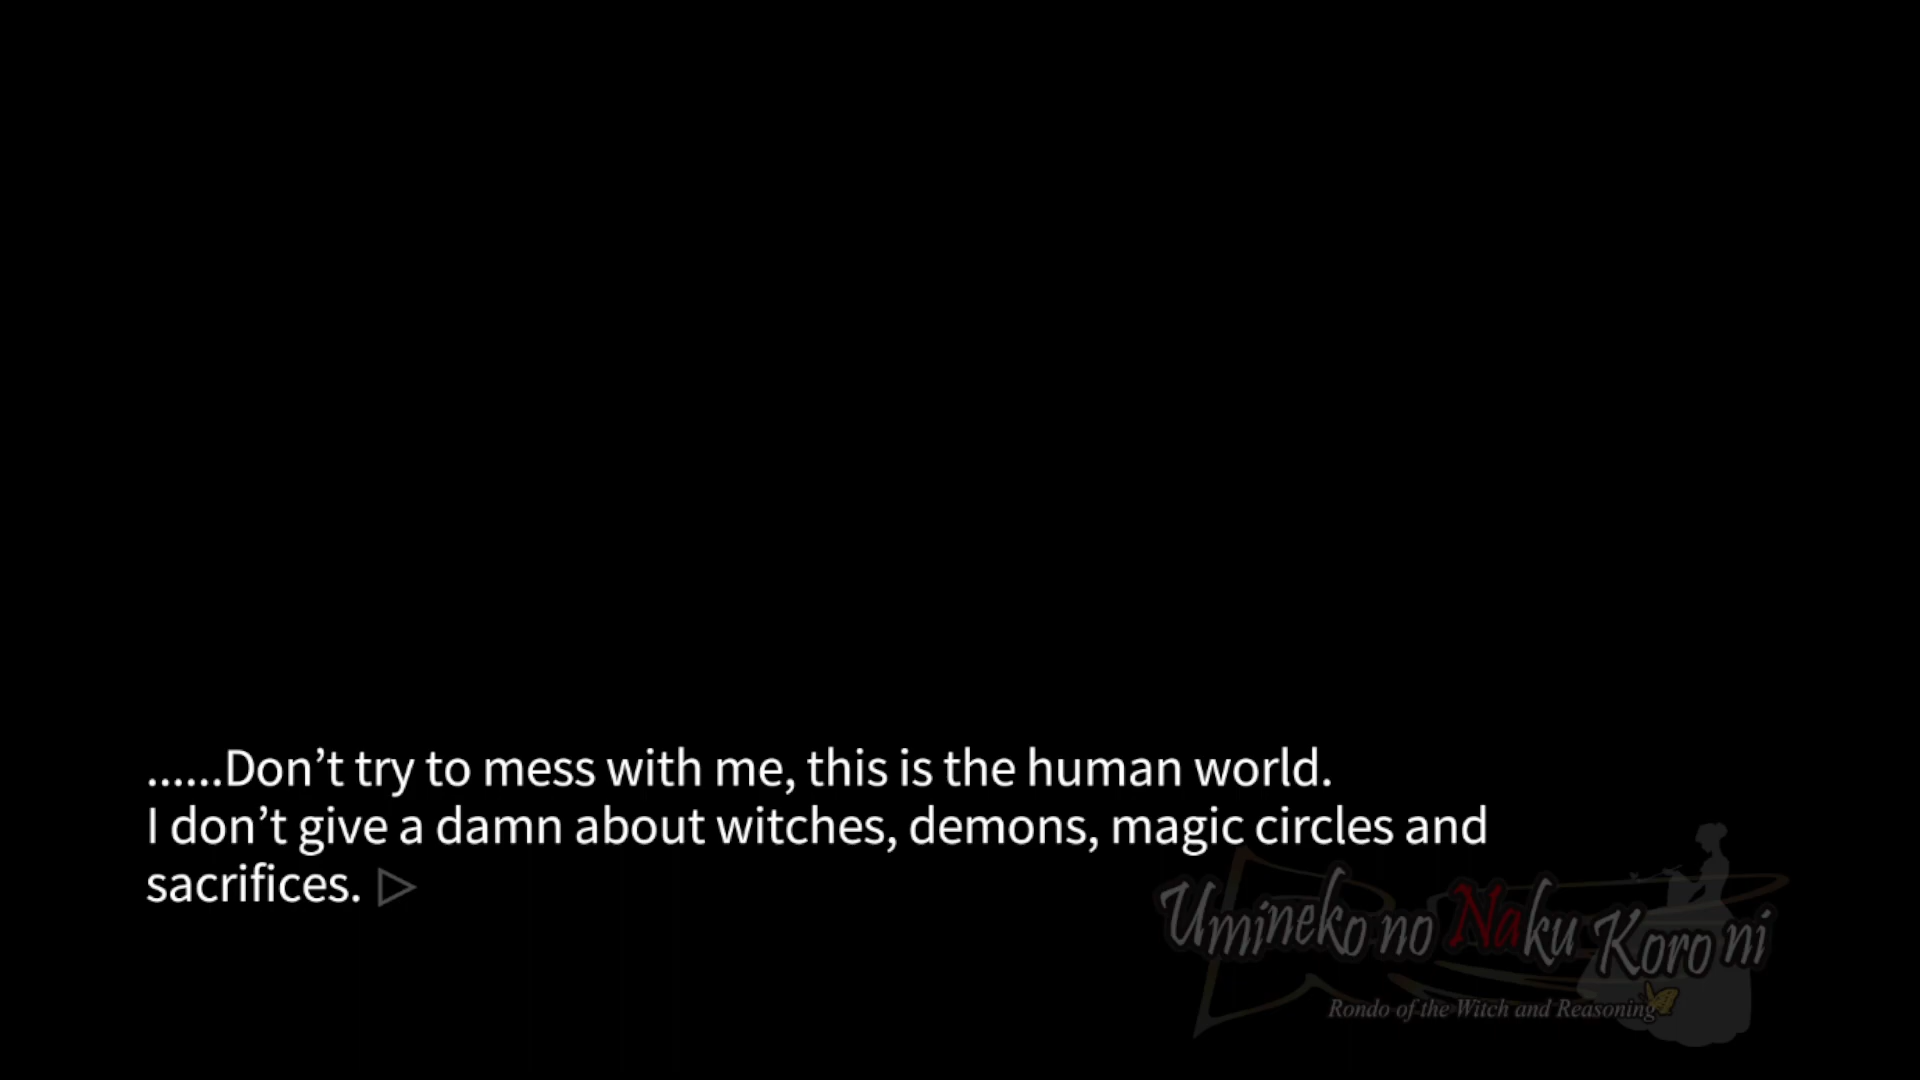 ......Don’t try to mess with me, this is the human world.
I don’t give a damn about witches, demons, magic circles and
sacrifices.
Umineko no Naku Koro ni
Rondo of the Witch and Reasoning